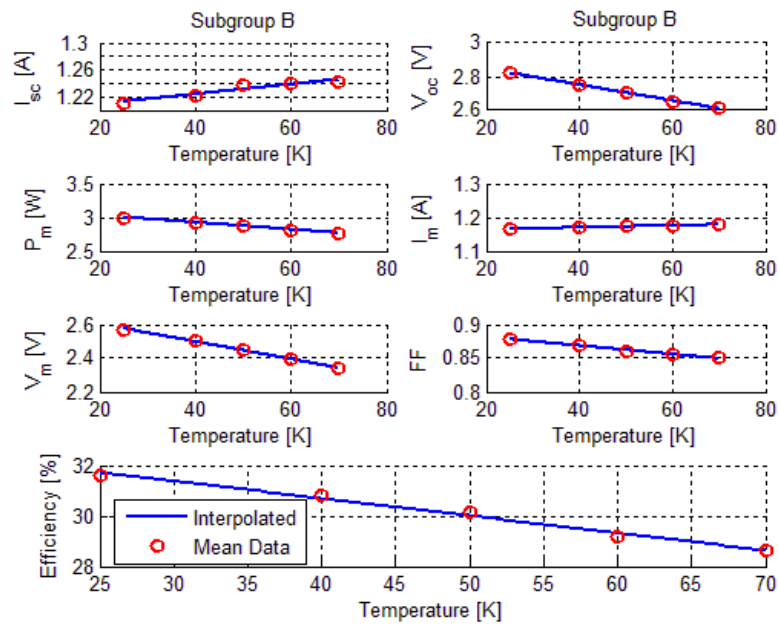 Subgroup B
1.3
1.26
1.22
I_sc [A]
20 40 60 80
Temperature [K]
Subgroup B
3
2.8
2.6
V_oc [V]
20 40 60 80
Temperature [K]
3.5
3
2.5
P_m [W]
20 40 60 80
Temperature [K]
1.3
1.2
1.1
I_m [A]
20 40 60 80
Temperature [K]
2.6
2.4
2.2
V_m [V]
20 40 60 80
Temperature [K]
0.9
0.85
0.8
FF
20 40 60 80
Temperature [K]
32
30
28
Efficiency [%]
Interpolated
Mean Data
25 30 35 40 45 50 55 60 65 70
Temperature [K]